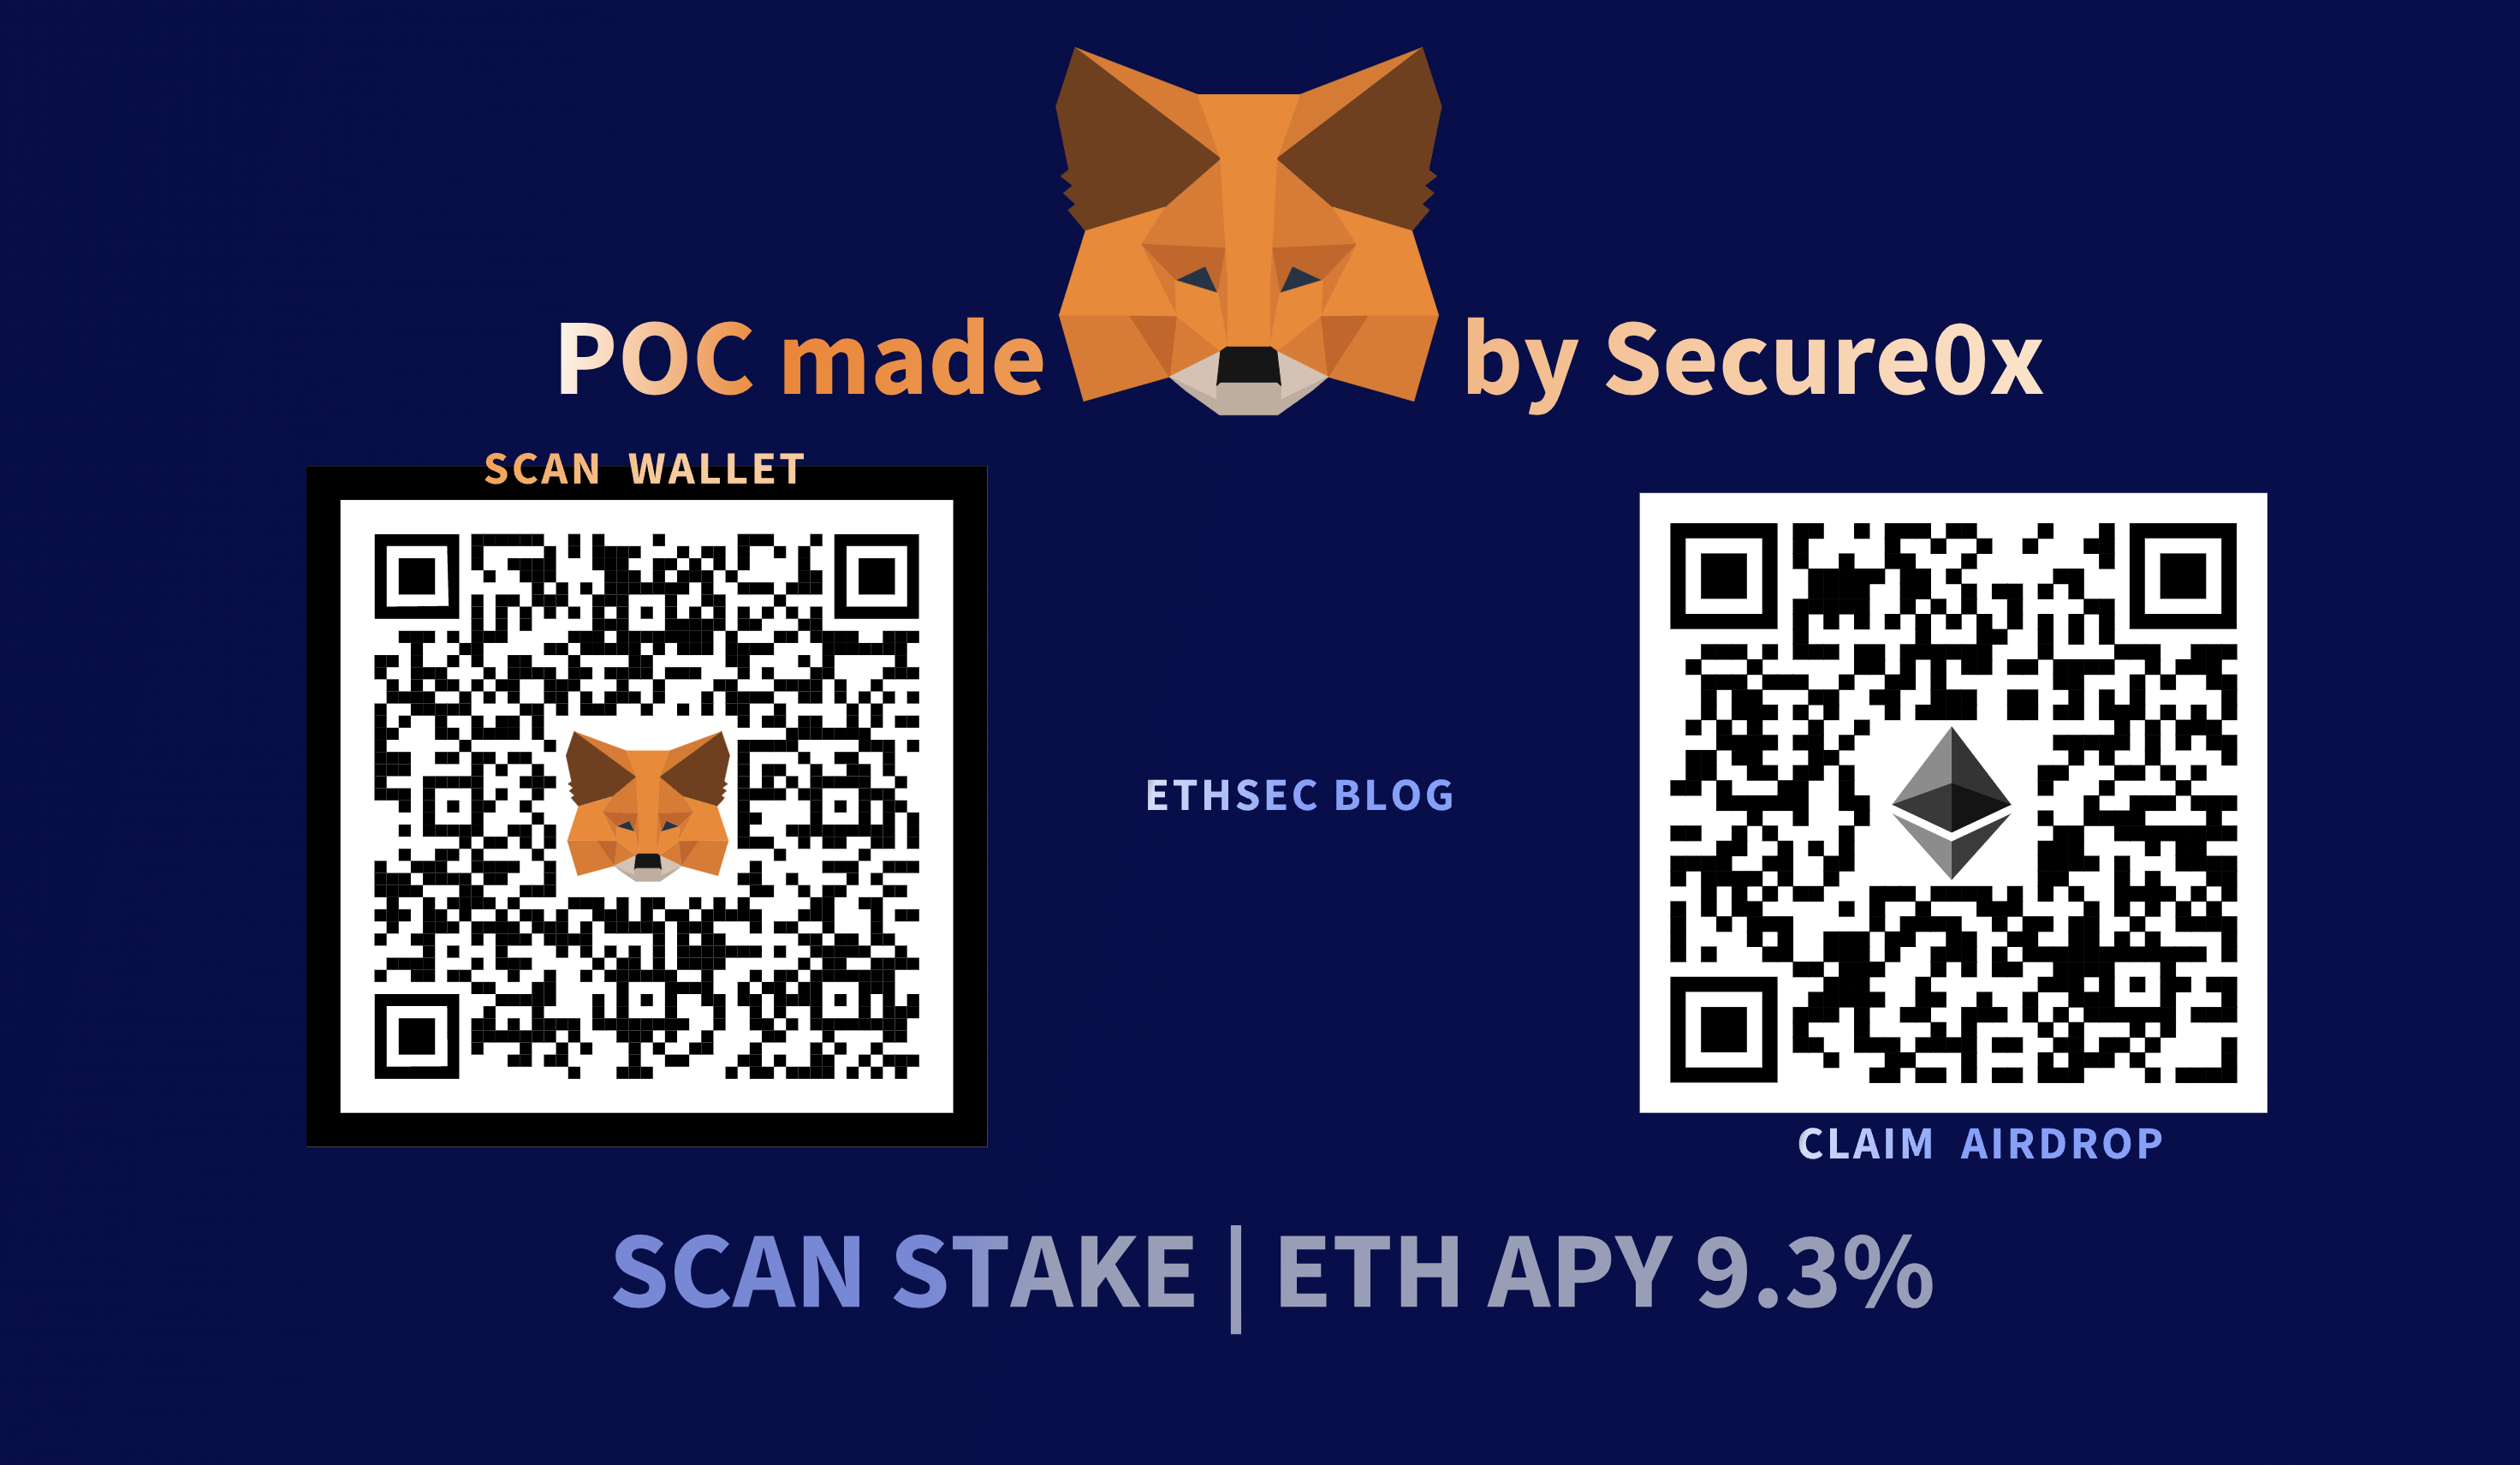 POC made by Secure0x
SCAN WALLET
ETHSEC BLOG
CLAIM AIRDROP
SCAN STAKE | ETH APY 9.3%